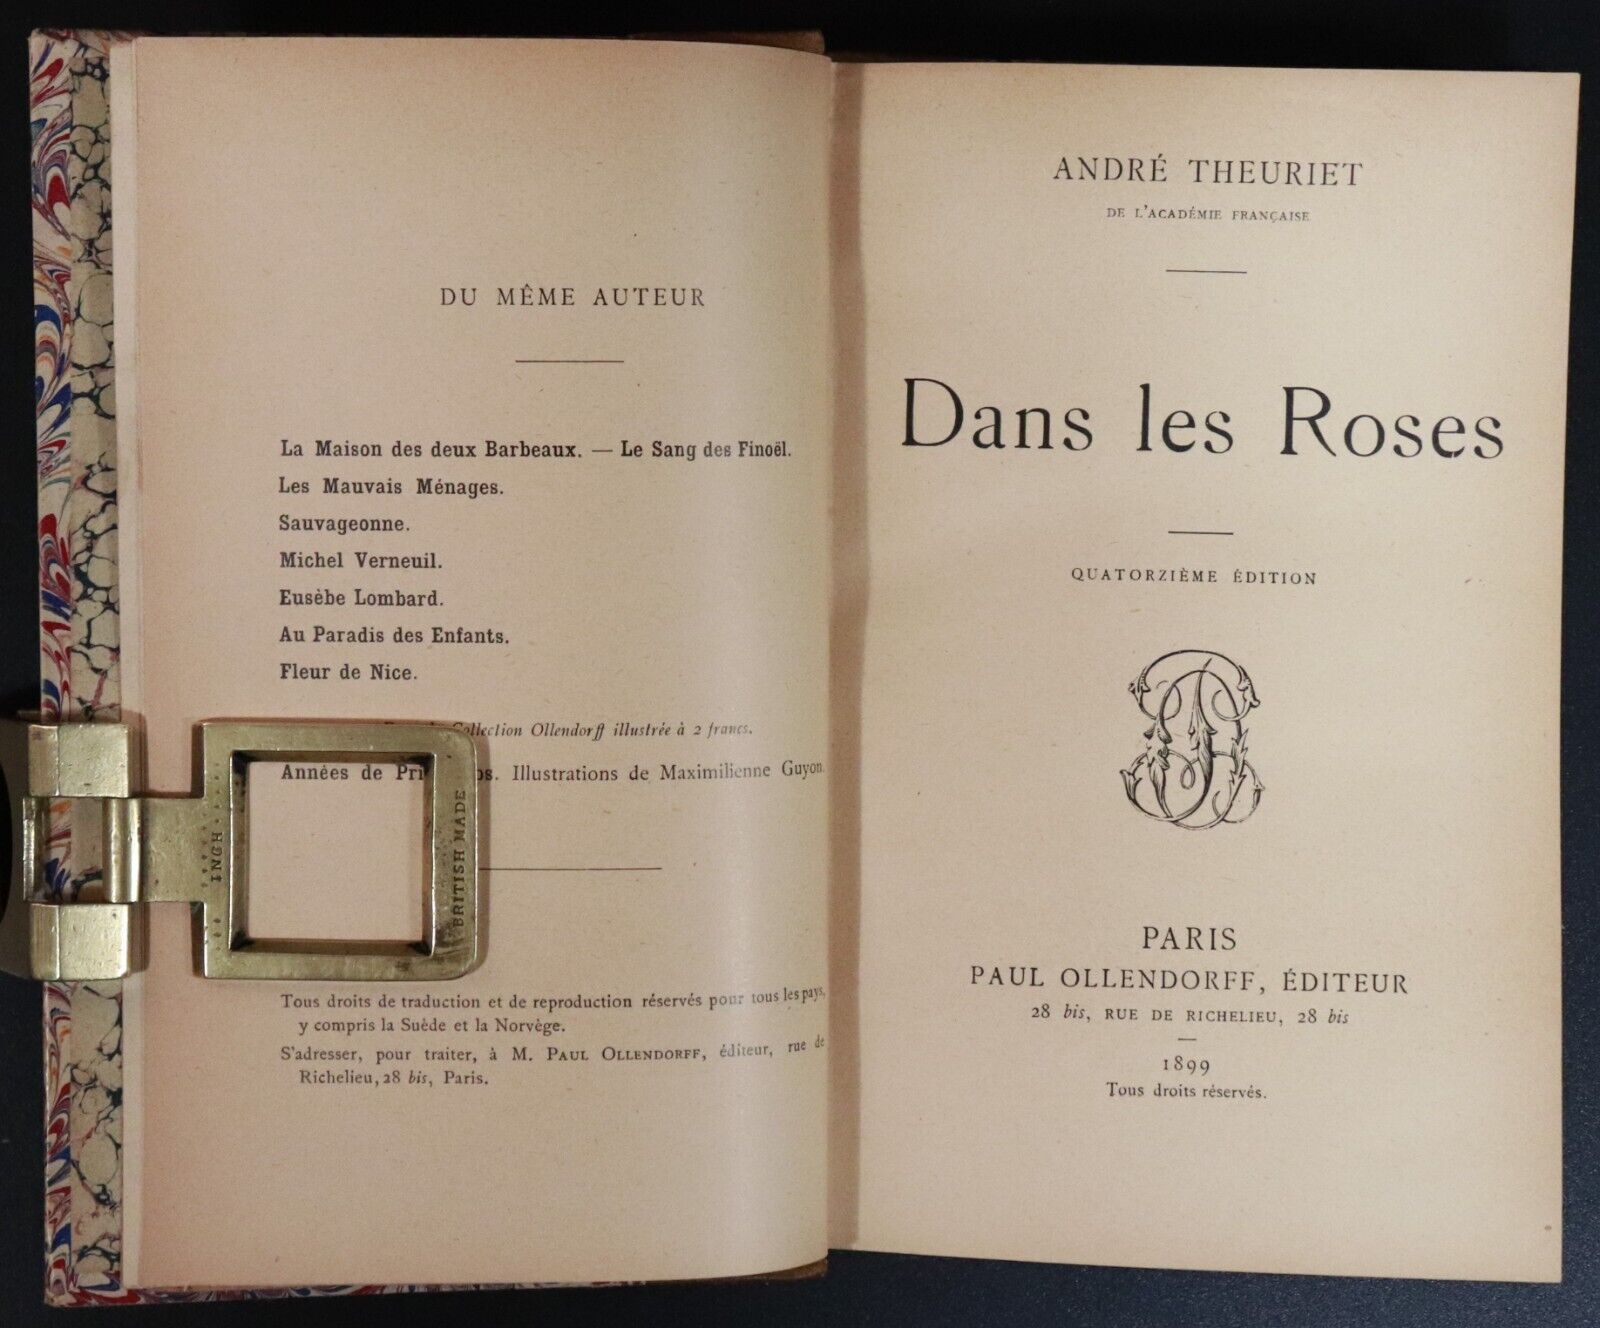 DU MÊME AUTEUR
La Maison des deux Barbeaux. — Le Sang des Finoël.
Les Mauvais Ménages.
Sauvageonne.
Michel Verneuil.
Eusèbe Lombard.
Au Paradis des Enfants.
Fleur de Nice.
Collection Ollendorff illustrée à 2 francs.
Années de Illustrations de Maximilienne Guyon.
INCH
BRITISH MADE
Tous droits de traduction et de reproduction réservés pour tous les pays,
y compris la Suède et la Norvège.
S'adresser, pour traiter, à M. PAUL OLLENDORFF, éditeur, rue de
Richelieu, 28 bis, Paris.
ANDRÉ THEURIET
DE L'ACADÉMIE FRANÇAISE
Dans les Roses
QUATORZIÈME ÉDITION
PARIS
PAUL OLLENDORFF, ÉDITEUR
28 bis, RUE DE RICHELIEU, 28 bis
1899
Tous droits réservés.